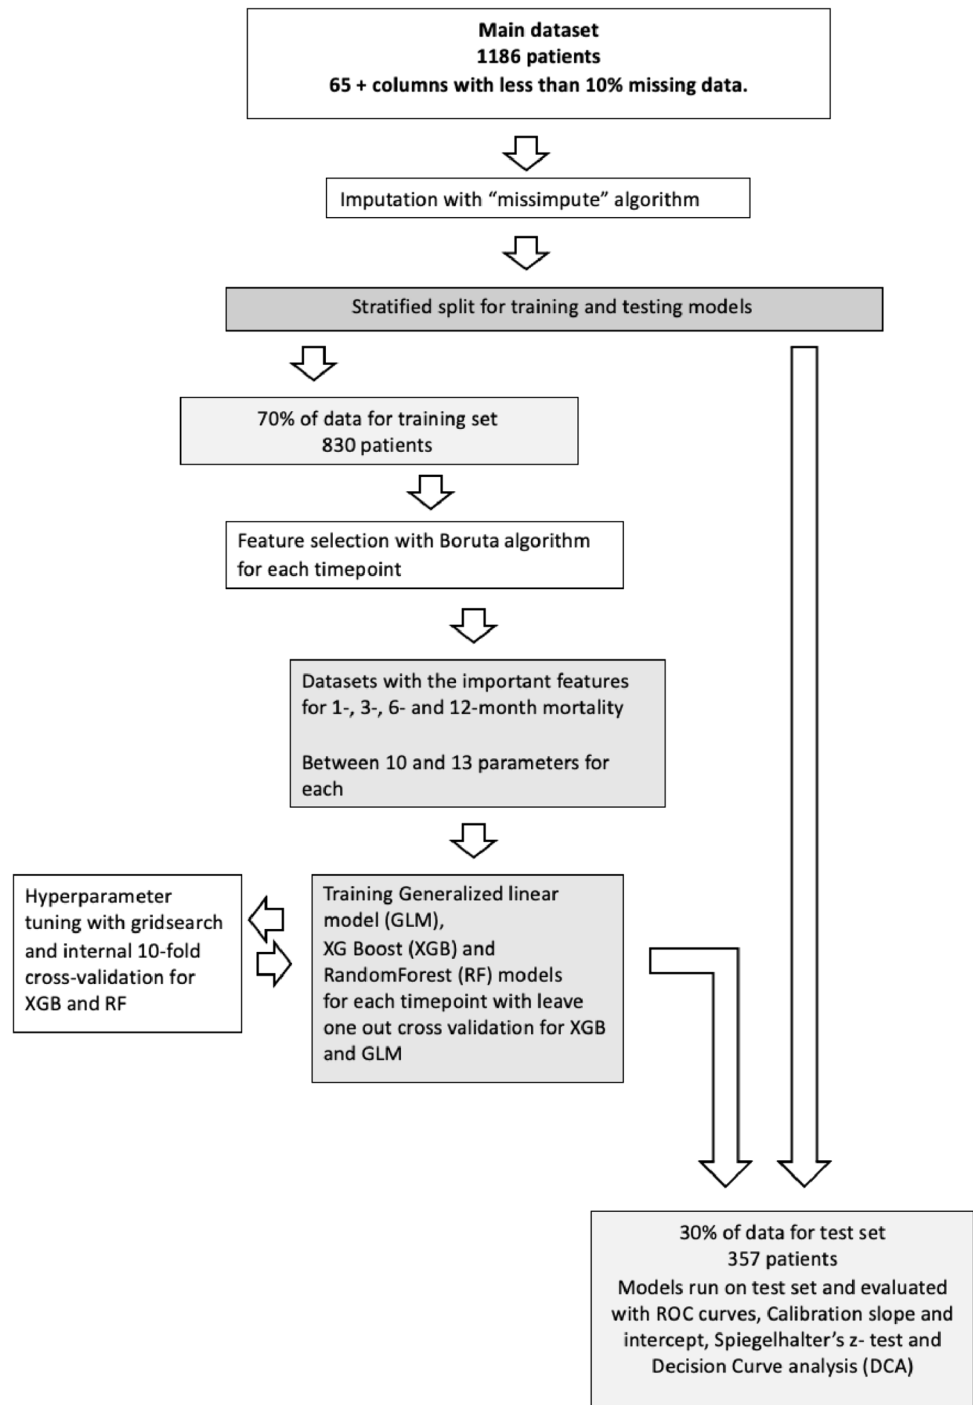 Main dataset
1186 patients
65 + columns with less than 10% missing data.
Imputation with “missimpute” algorithm
Stratified split for training and testing models
70% of data for training set
830 patients
Feature selection with Boruta algorithm
for each timepoint
Datasets with the important features
for 1-, 3-, 6- and 12-month mortality
Between 10 and 13 parameters for
each
Hyperparameter
tuning with gridsearch
and internal 10-fold
cross-validation for
XGB and RF
Training Generalized linear
model (GLM),
XG Boost (XGB) and
RandomForest (RF) models
for each timepoint with leave
one out cross validation for XGB
and GLM
30% of data for test set
357 patients
Models run on test set and evaluated
with ROC curves, Calibration slope and
intercept, Spiegelhalter’s z- test and
Decision Curve analysis (DCA)